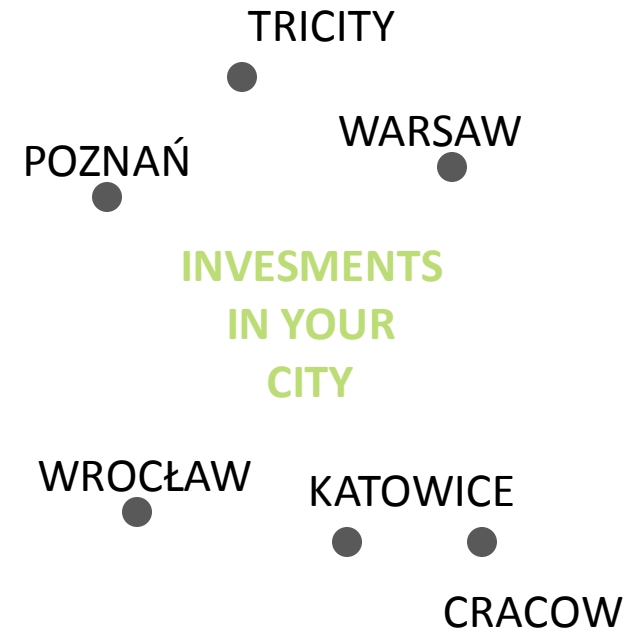 TRICITY
WARSAW
POZNAŃ
INVESMENTS
IN YOUR
CITY
WROCŁAW
KATOWICE
CRACOW